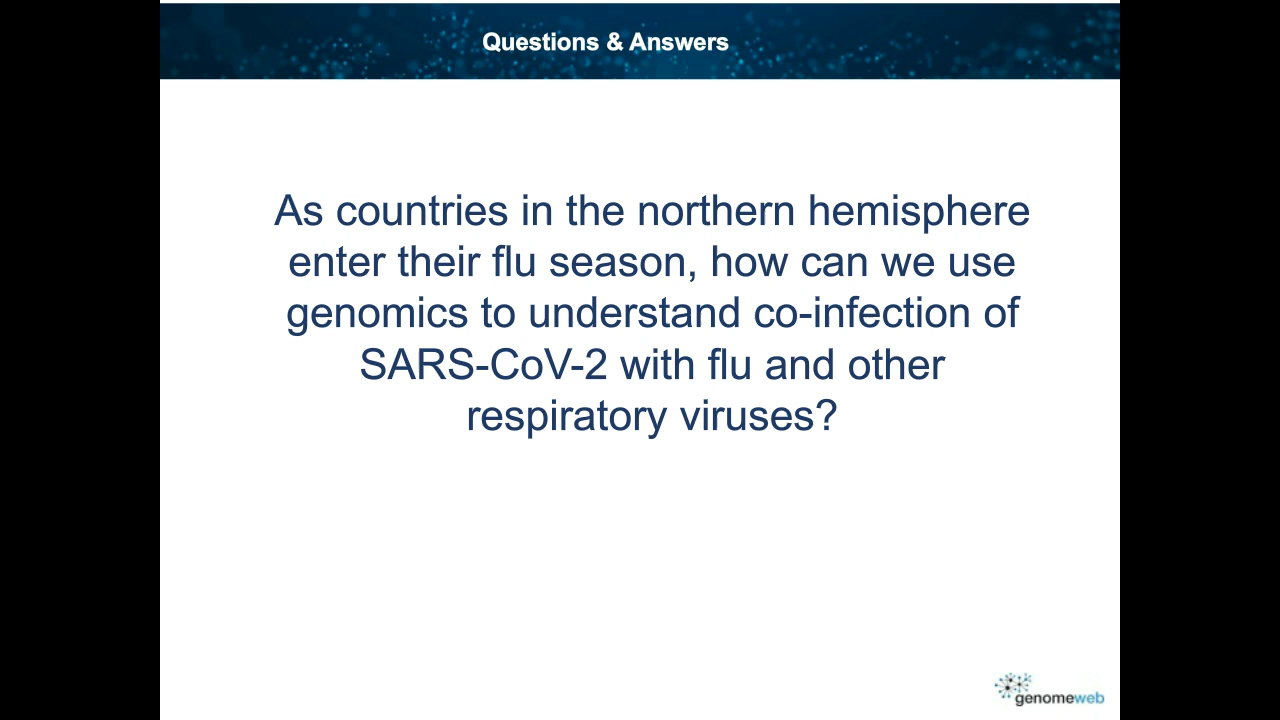 Questions & Answers
As countries in the northern hemisphere
enter their flu season, how can we use
genomics to understand co-infection of
SARS-CoV-2 with flu and other
respiratory viruses?
genomeweb